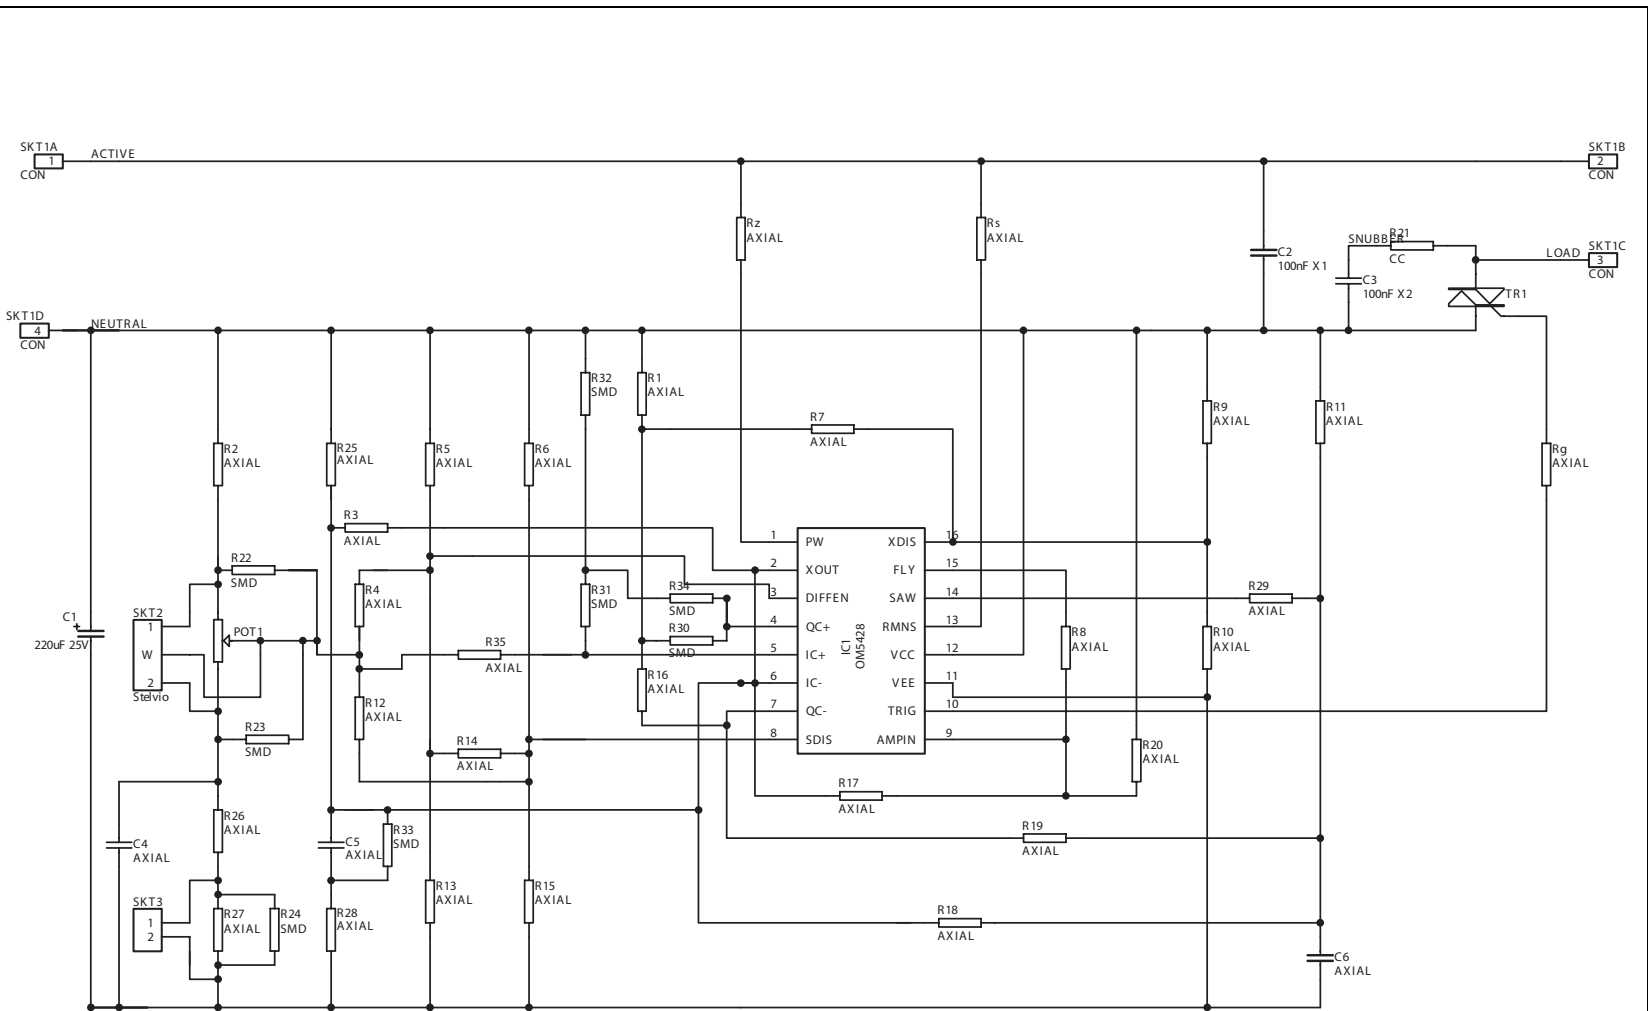 SKT1A
1
CON
ACTIVE
SKT1B
2
CON
Rz
AXIAL
Rs
AXIAL
C2
100nF X1
SNUBBER
R21
CC
C3
100nF X2
LOAD
SKT1C
3
CON
TR1
SKT1D
4
CON
NEUTRAL
R32
SMD
R1
AXIAL
R7
AXIAL
R9
AXIAL
R11
AXIAL
R2
AXIAL
R25
AXIAL
R5
AXIAL
R6
AXIAL
Rg
AXIAL
R3
AXIAL
R22
SMD
R4
AXIAL
R31
SMD
R34
SMD
R30
SMD
R29
AXIAL
C1
+
220uF 25V
SKT2
1
W
2
Stelvio
POT1
R35
AXIAL
R16
AXIAL
R8
AXIAL
R10
AXIAL
1
PW
XDIS
16
2
XOUT
FLY
15
3
DIFFEN
SAW
14
4
QC+
RMNS
13
5
IC+
VCC
12
6
IC-
VEE
11
7
QC-
TRIG
10
8
SDIS
AMPIN
9
IC1
OM5428
R12
AXIAL
R23
SMD
R14
AXIAL
R20
AXIAL
R17
AXIAL
R26
AXIAL
C4
AXIAL
C5
AXIAL
R33
SMD
R19
AXIAL
SKT3
1
2
R27
AXIAL
R24
SMD
R28
AXIAL
R13
AXIAL
R15
AXIAL
R18
AXIAL
C6
AXIAL